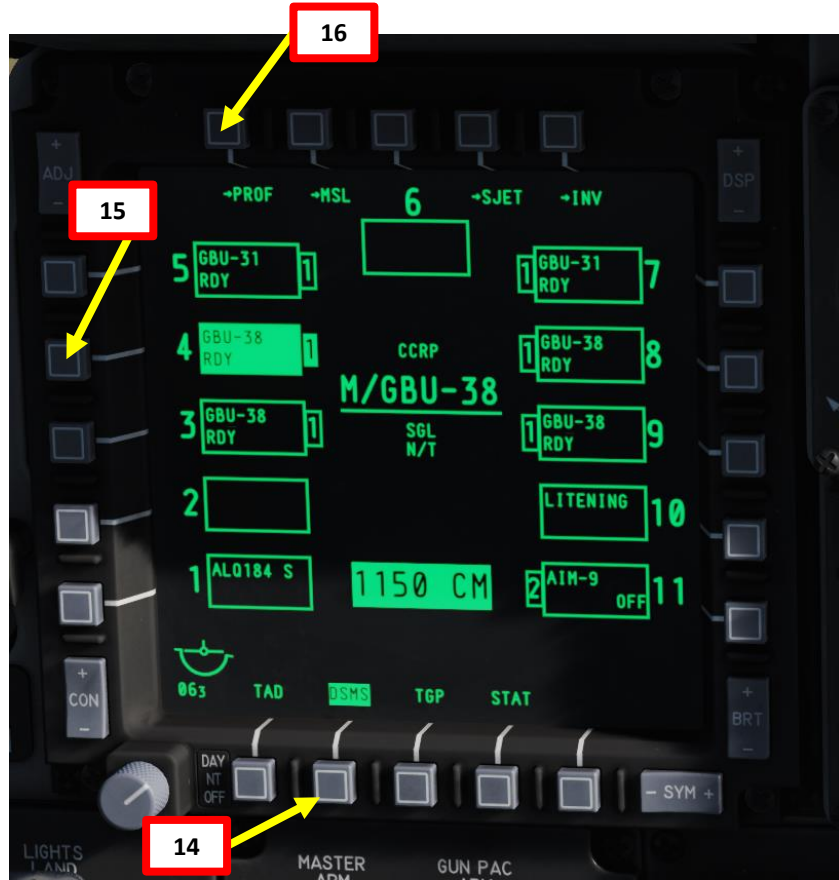 16
+
ADJ
-
+
DSP
-
15
→PROF →MSL 6 →SJET →INV
5 GBU-31 1
RDY
1 GBU-31 7
RDY
4 GBU-38 1
RDY
CCRP
1 GBU-38 8
RDY
M/GBU-38
3 GBU-38 1
RDY
SGL
N/T
1 GBU-38 9
RDY
2
LITENING 10
1 ALQ184 S
1150 CM
2 AIM-9 11
OFF
063
TAD DSMS TGP STAT
+
CON
-
+
BRT
-
DAY
NT
OFF
- SYM +
14
LIGHTS
LAND
MASTER
ARM
GUN PAC